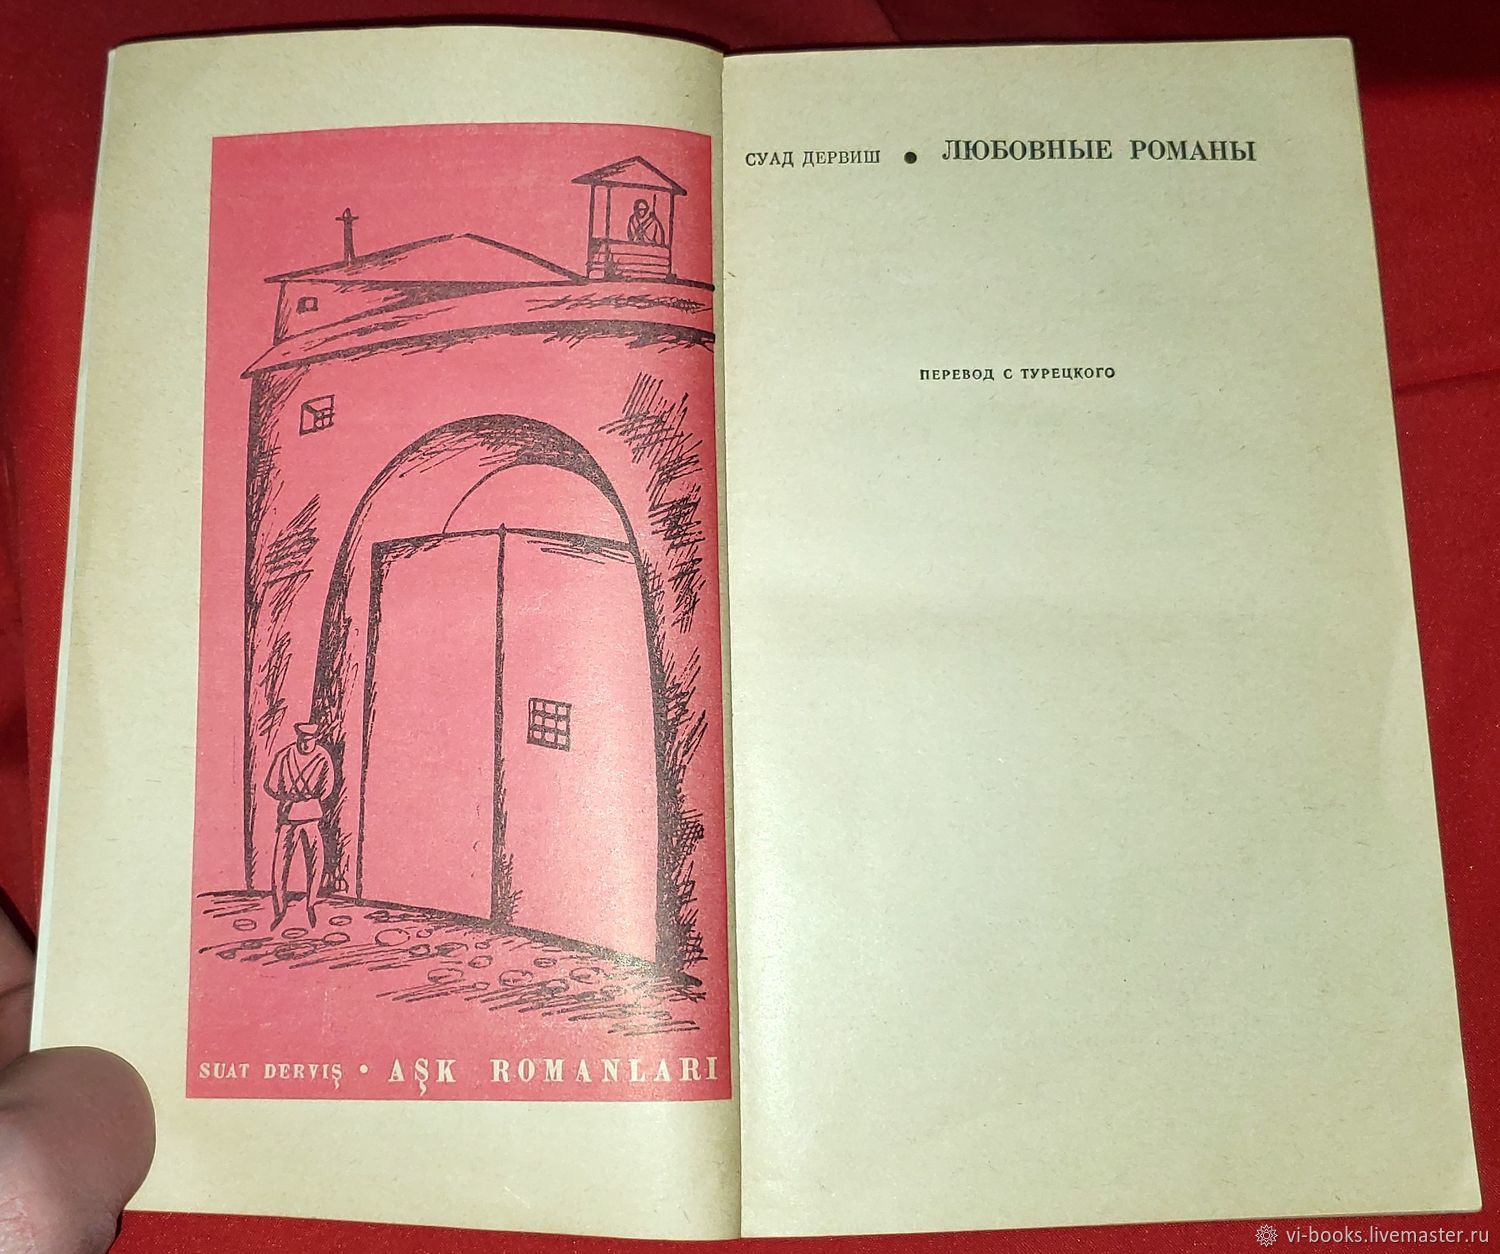 SUAT DERVIŞ • AŞK ROMANLARI
СУАД ДЕРВИШ • ЛЮБОВНЫЕ РОМАНЫ
ПЕРЕВОД С ТУРЕЦКОГО
vi-books.livemaster.ru